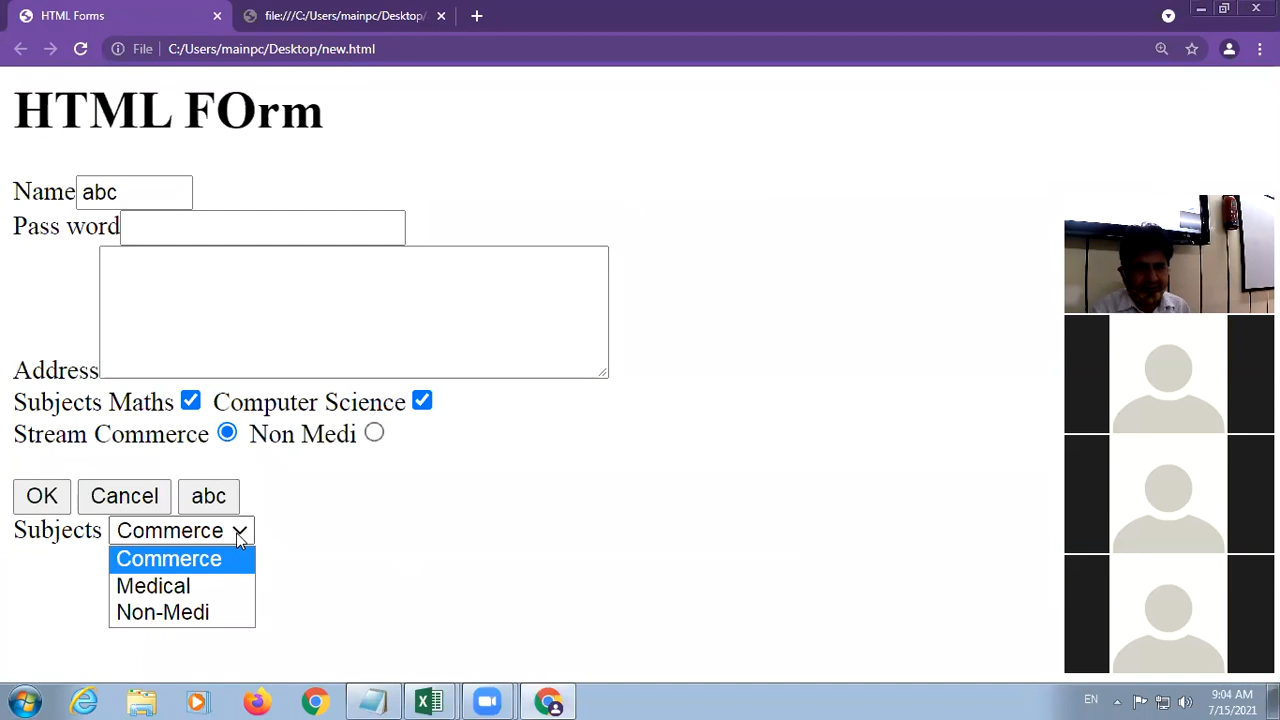 HTML Forms
file:///C:/Users/mainpc/Desktop/
File
C:/Users/mainpc/Desktop/new.html
HTML FOrm
Name abc
Pass word
Address
Subjects Maths Computer Science
Stream Commerce Non Medi
OK Cancel abc
Subjects Commerce
Commerce
Medical
Non-Medi
EN
9:04 AM
7/15/2021